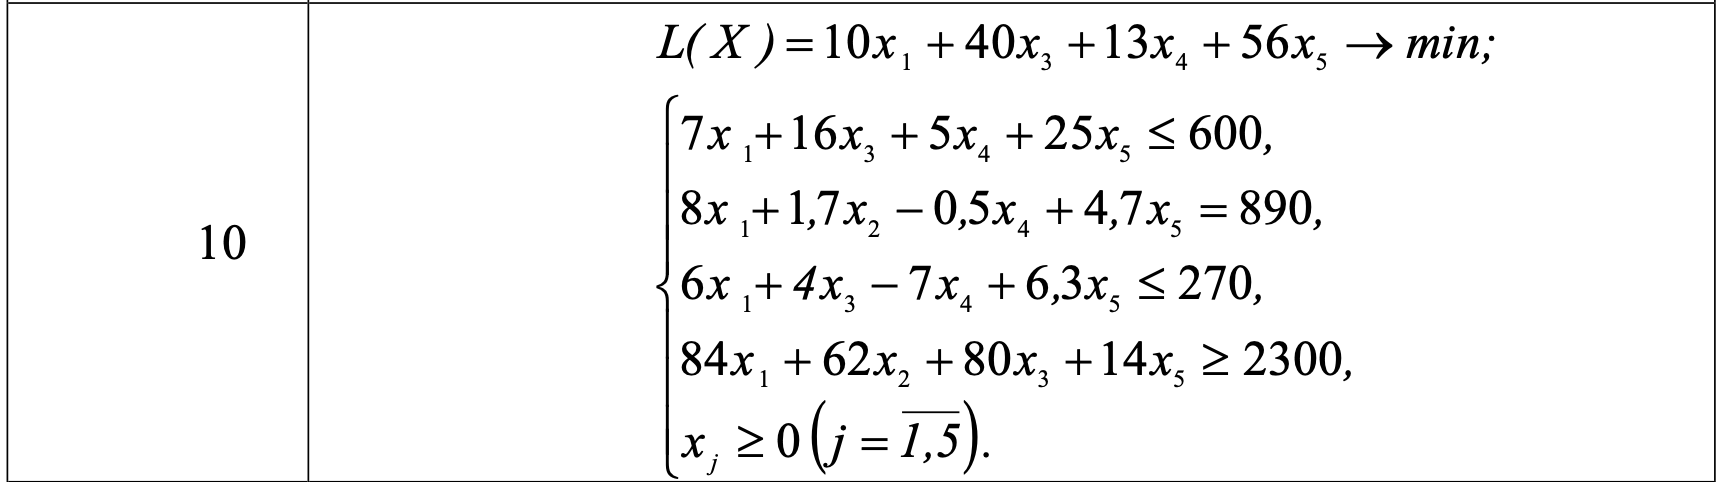 L(X) = 10x₁ + 40x₃ + 13x₄ + 56x₅ → min;
7x₁ + 16x₃ + 5x₄ + 25x₅ ≤ 600,
8x₁ + 1,7x₂ − 0,5x₄ + 4,7x₅ = 890,
10
6x₁ + 4x₃ − 7x₄ + 6,3x₅ ≤ 270,
84x₁ + 62x₂ + 80x₃ + 14x₅ ≥ 2300,
xⱼ ≥ 0 (j = 1,5‾).